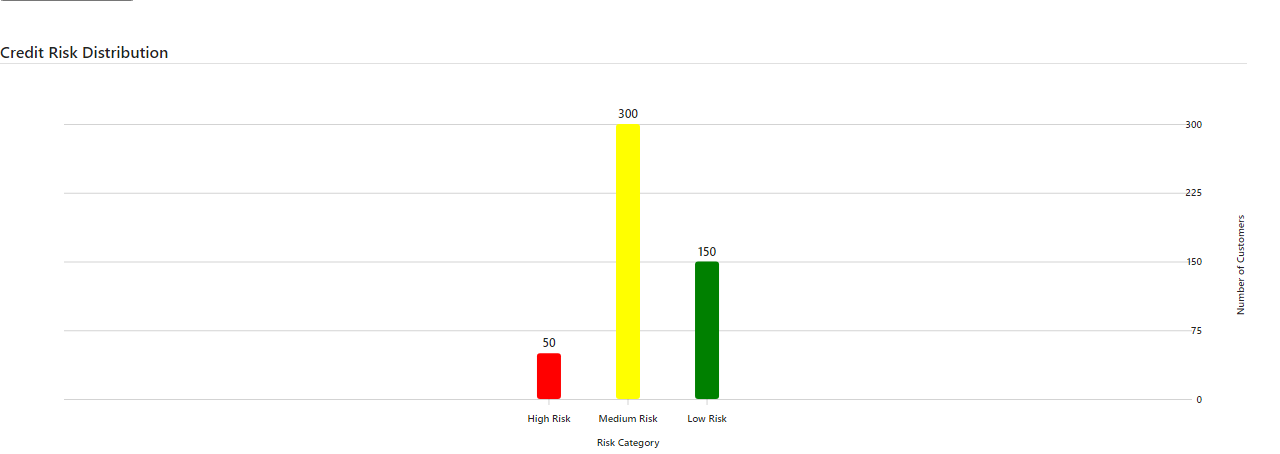 Credit Risk Distribution
300
150
50
300
225
150
75
0
Number of Customers
High Risk Medium Risk Low Risk
Risk Category